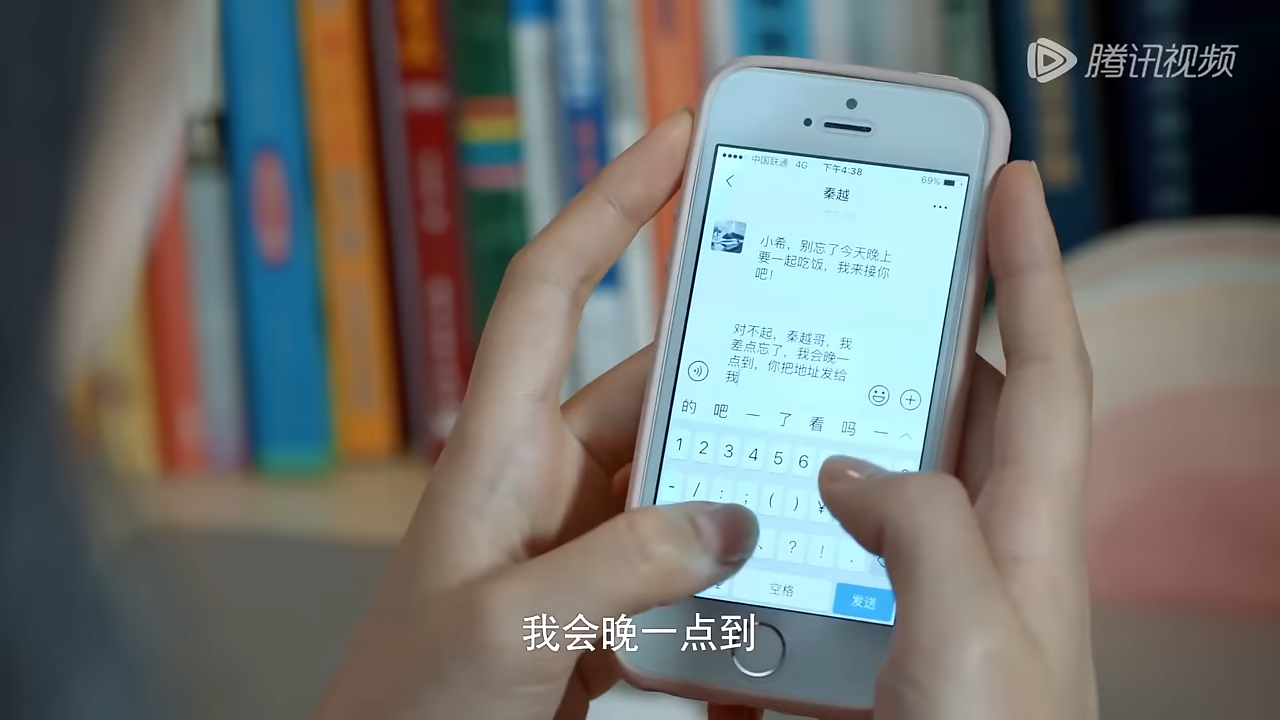 腾讯视频
中国联通 4G 下午4:38 69%
秦越
小希，别忘了今天晚上
要一起吃饭，我来接你
吧！
对不起，秦越哥，我
差点忘了，我会晚一
点到，你把地址发给
我
的 吧 一 了 看 吗 一
1 2 3 4 5 6
- / : ; ( ) ¥
、 ? ! .
空格 发送
我会晚一点到